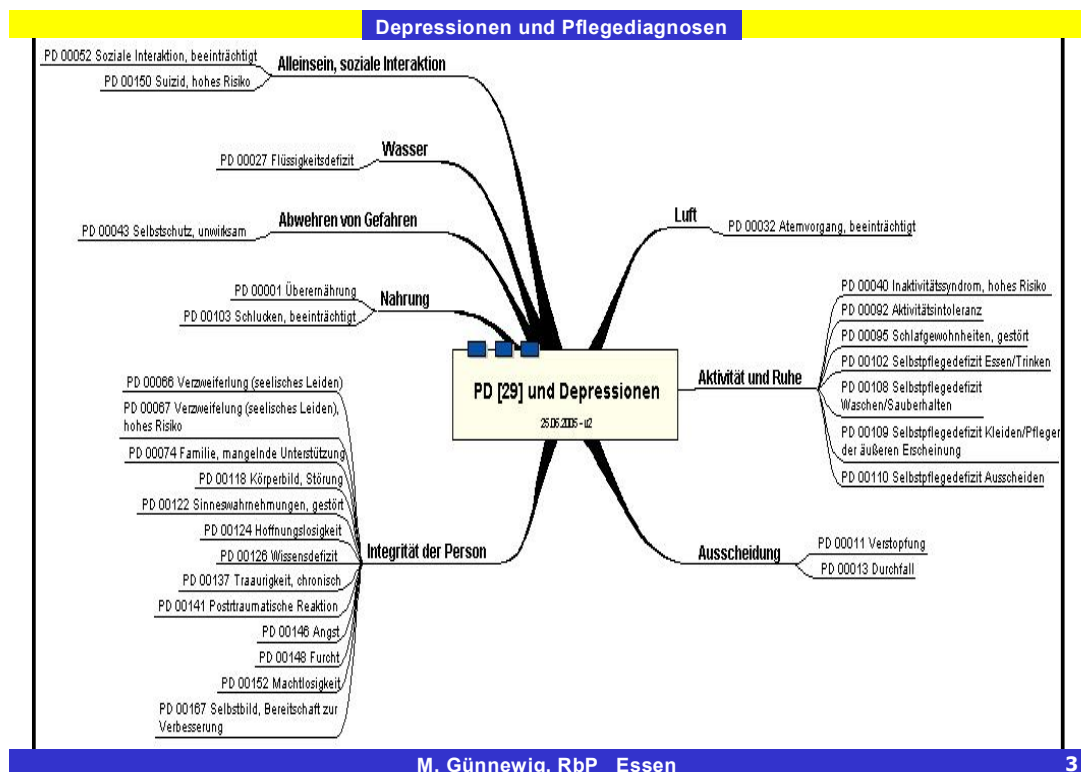 Depressionen und Pflegediagnosen
PD 00052 Soziale Interaktion, beeinträchtigt
PD 00150 Suizid, hohes Risiko
Alleinsein, soziale Interaktion
PD 00027 Flüssigkeitsdefizit
Wasser
PD 00043 Selbstschutz, unwirksam
Abwehren von Gefahren
PD 00001 Überernährung
PD 00103 Schlucken, beeinträchtigt
Nahrung
Luft
PD 00032 Atemvorgang, beeinträchtigt
PD [29] und Depressionen
25.06.2005 - u2
Aktivität und Ruhe
PD 00040 Inaktivitätssyndrom, hohes Risiko
PD 00092 Aktivitätsintoleranz
PD 00095 Schlafgewohnheiten, gestört
PD 00102 Selbstpflegedefizit Essen/Trinken
PD 00108 Selbstpflegedefizit
Waschen/Sauberhalten
PD 00109 Selbstpflegedefizit Kleiden/Pflegen
der äußeren Erscheinung
PD 00110 Selbstpflegedefizit Ausscheiden
PD 00066 Verzweiferlung (seelisches Leiden)
PD 00067 Verzweifelung (seelisches Leiden),
hohes Risiko
PD 00074 Familie, mangelnde Unterstützung
PD 00118 Körperbild, Störung
PD 00122 Sinneswahrnehmungen, gestört
PD 00124 Hoffnungslosigkeit
PD 00126 Wissensdefizit
PD 00137 Traaurigkeit, chronisch
PD 00141 Posttraumatische Reaktion
PD 00146 Angst
PD 00148 Furcht
PD 00152 Machtlosigkeit
PD 00167 Selbstbild, Bereitschaft zur
Verbesserung
Integrität der Person
Ausscheidung
PD 00011 Verstopfung
PD 00013 Durchfall
M. Günnewig, RbP Essen
3